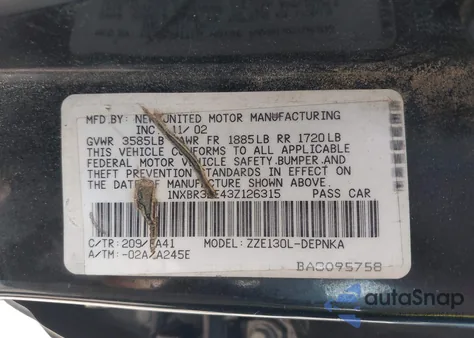 MFD BY: NEW UNITED MOTOR MANUFACTURING
INC. 11/02
GVWR 3585LB GAWR FR 1885LB RR 1720LB
THIS VEHICLE CONFORMS TO ALL APPLICABLE
FEDERAL MOTOR VEHICLE SAFETY, BUMPER, AND
THEFT PREVENTION STANDARDS IN EFFECT ON
THE DATE OF MANUFACTURE SHOWN ABOVE.
PASS CAR
C/TR: 209/FA41 MODEL: ZZE130L-DEPNKA
A/TM: -02A/A245E
BA2095758
autoSnap